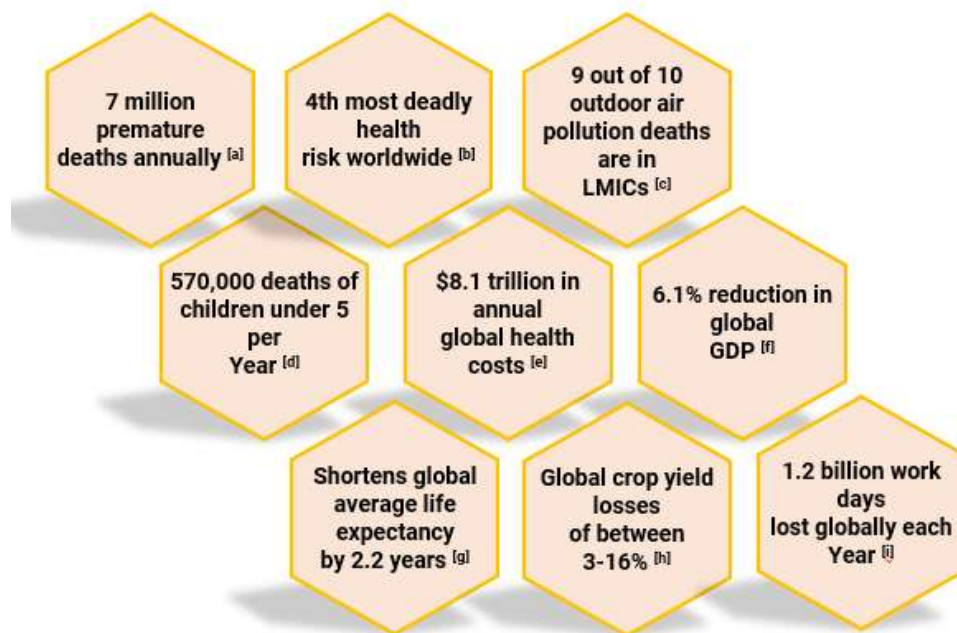 7 million
premature
deaths annually [a]
4th most deadly
health
risk worldwide [b]
9 out of 10
outdoor air
pollution deaths
are in
LMICs [c]
570,000 deaths of
children under 5
per
Year [d]
$8.1 trillion in
annual
global health
costs [e]
6.1% reduction in
global
GDP [f]
Shortens global
average life
expectancy
by 2.2 years [g]
Global crop yield
losses
of between
3-16% [h]
1.2 billion work
days
lost globally each
Year [i]